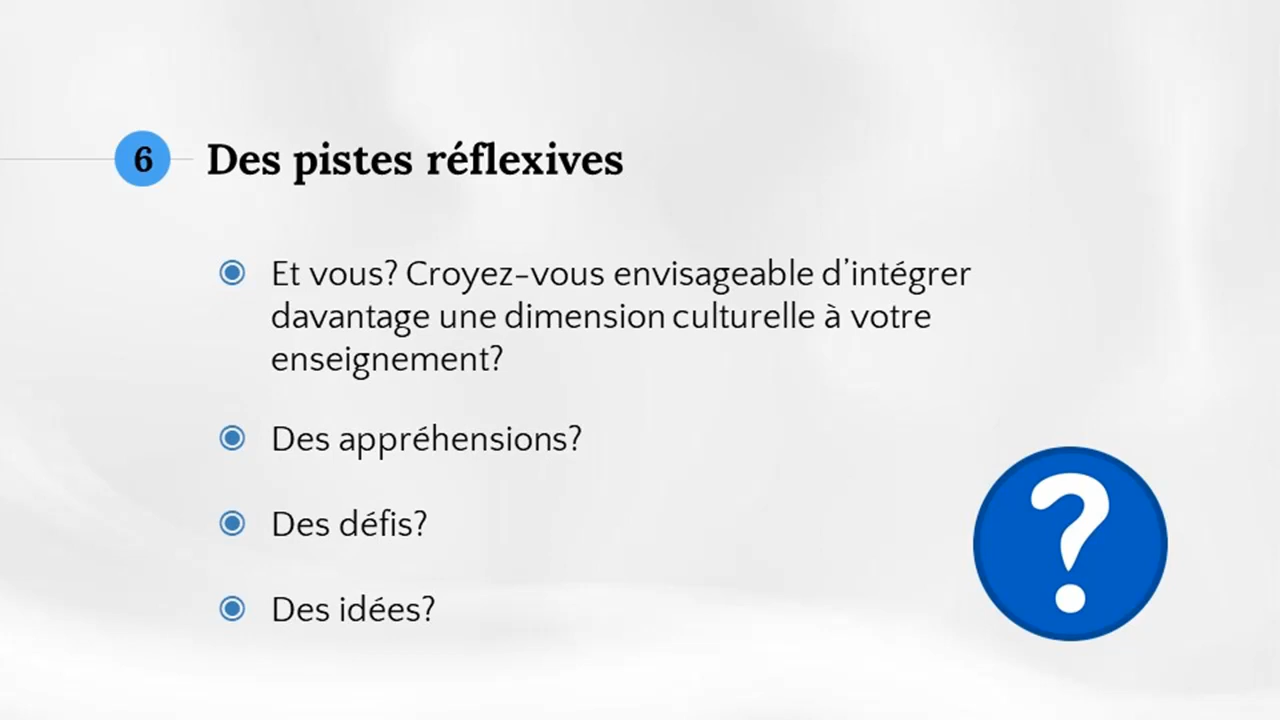 6
Des pistes réflexives
Et vous? Croyez-vous envisageable d’intégrer
davantage une dimension culturelle à votre
enseignement?
Des appréhensions?
Des défis?
Des idées?
?